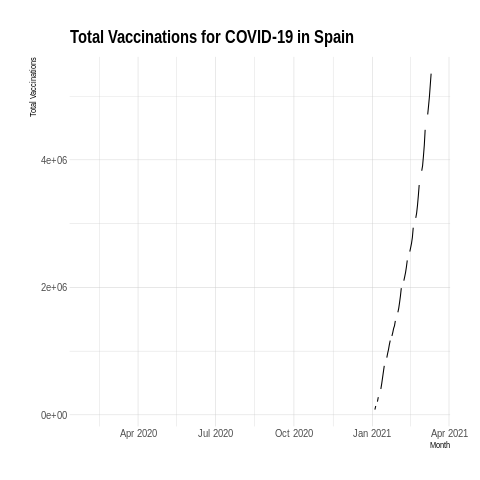 Total Vaccinations for COVID-19 in Spain
Total Vaccinations
4e+06
2e+06
0e+00
Apr 2020 Jul 2020 Oct 2020 Jan 2021 Apr 2021
Month